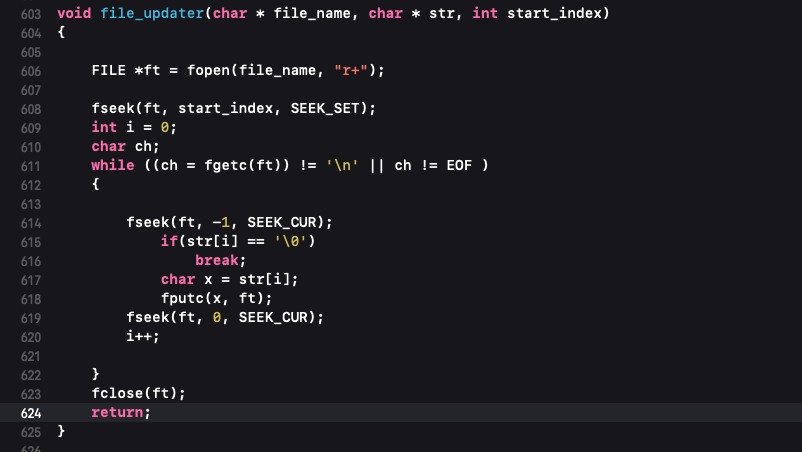 603 void file_updater(char * file_name, char * str, int start_index)
604 {
605
606     FILE *ft = fopen(file_name, "r+");
607
608     fseek(ft, start_index, SEEK_SET);
609     int i = 0;
610     char ch;
611     while ((ch = fgetc(ft)) != '\n' || ch != EOF )
612     {
613
614         fseek(ft, -1, SEEK_CUR);
615             if(str[i] == '\0')
616                 break;
617             char x = str[i];
618             fputc(x, ft);
619         fseek(ft, 0, SEEK_CUR);
620         i++;
621
622     }
623     fclose(ft);
624     return;
625 }
626